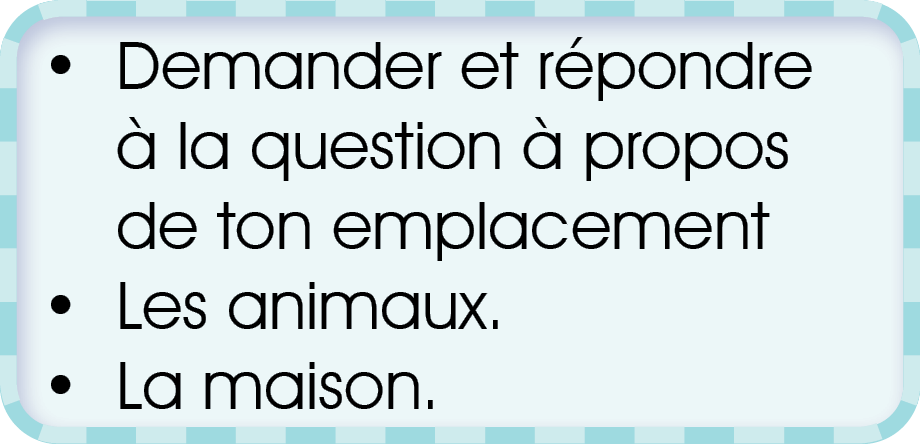 • Demander et répondre
à la question à propos
de ton emplacement
• Les animaux.
• La maison.